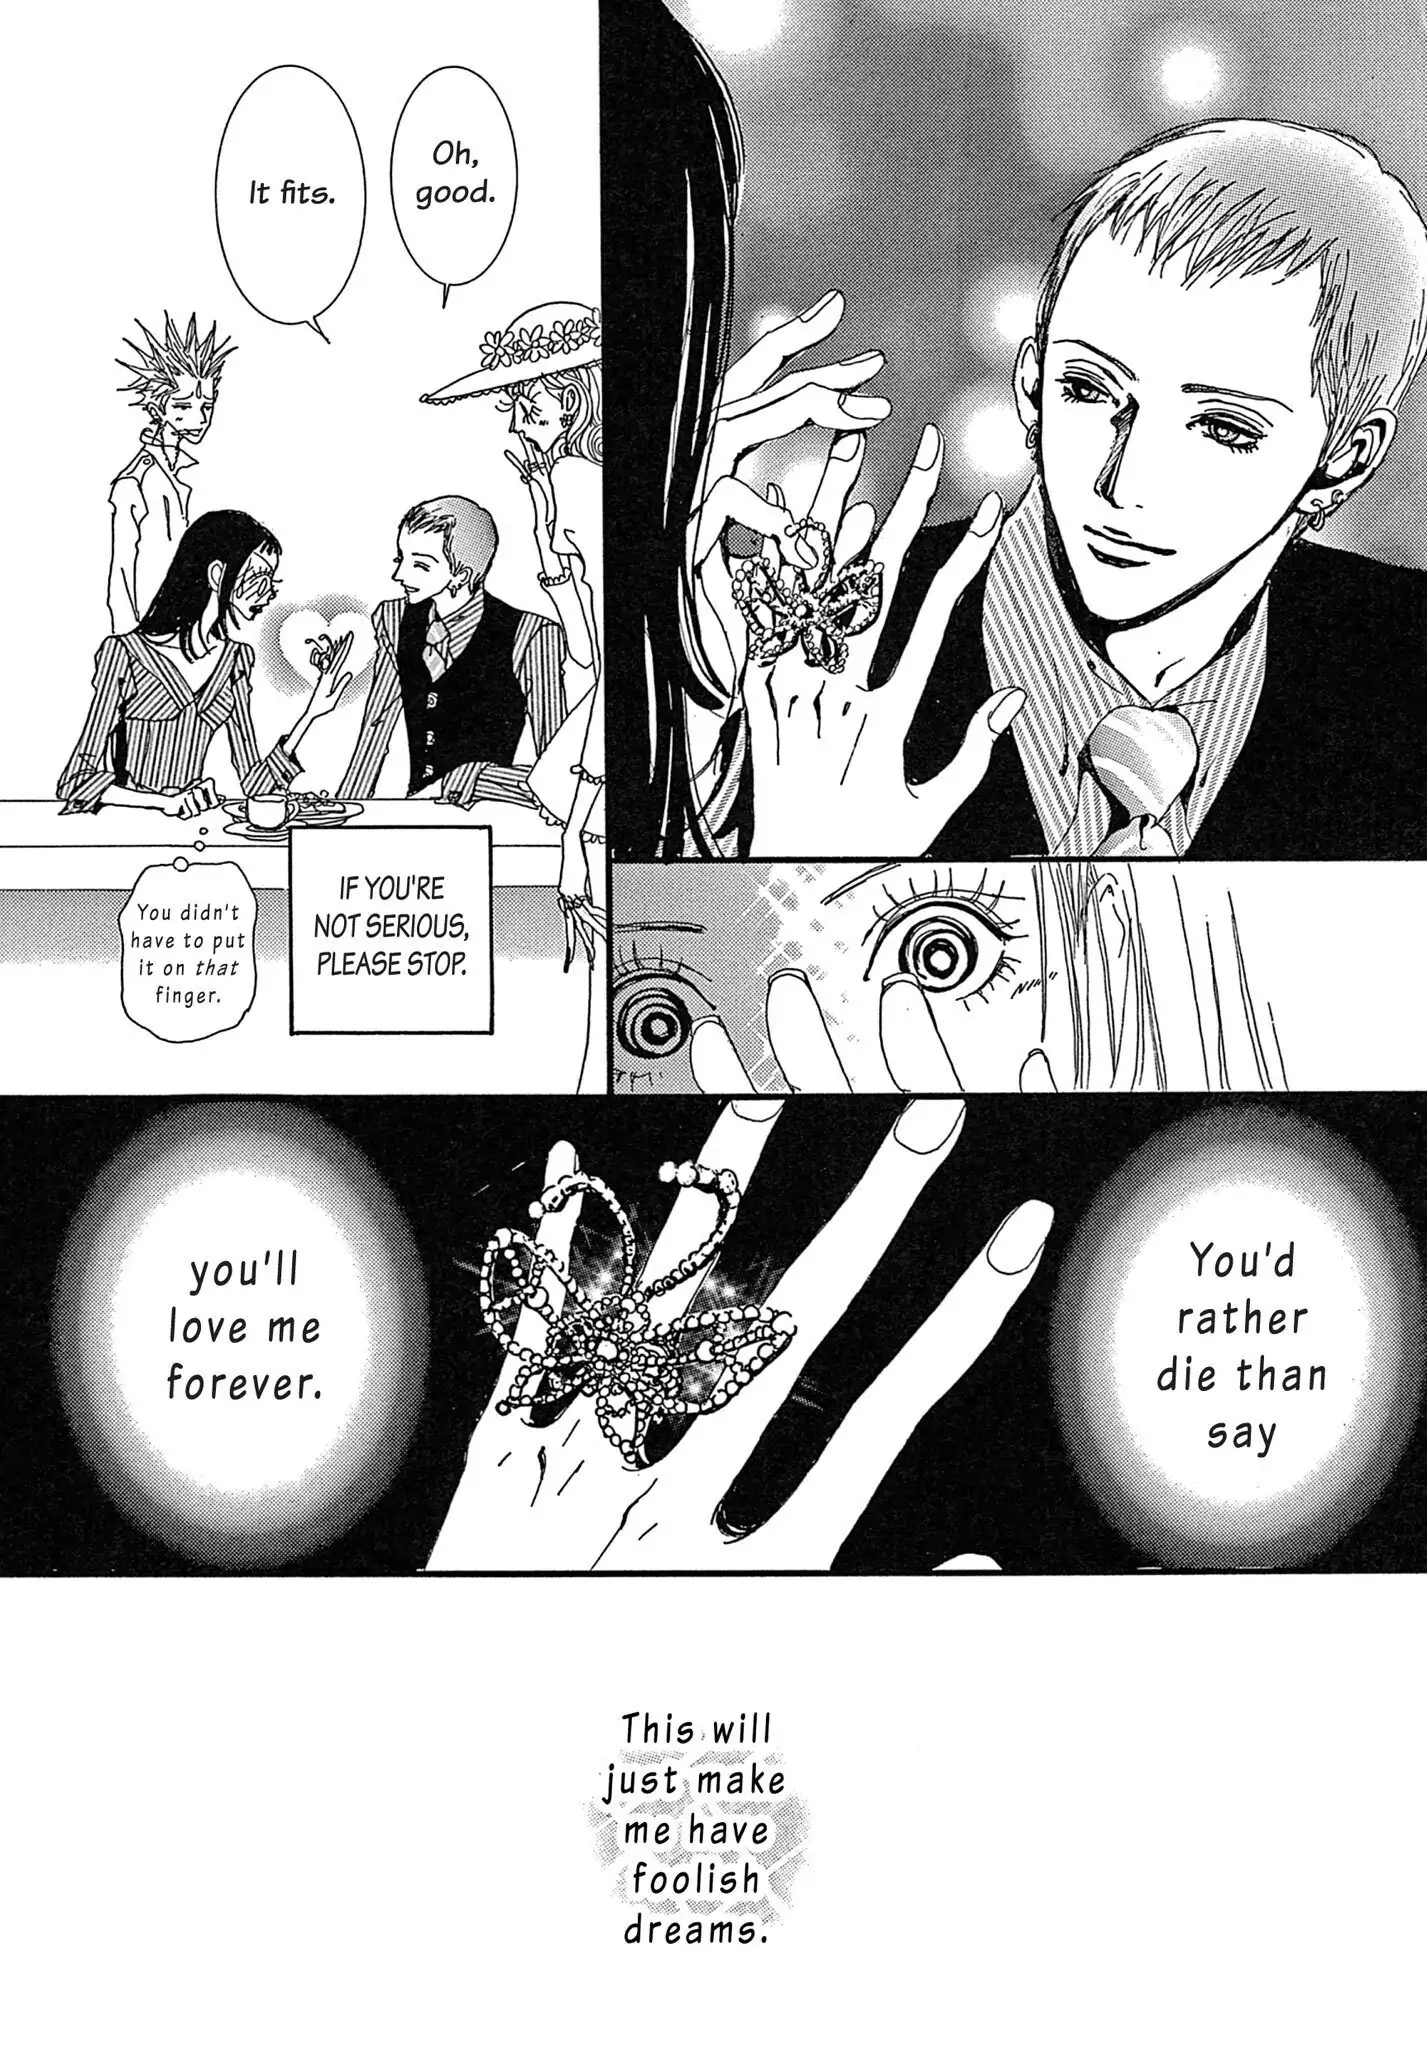 Oh,
good.
It fits.
IF YOU'RE
NOT SERIOUS,
PLEASE STOP.
You didn't
have to put
it on that
finger.
You'd
rather
die than
say
you'll
love me
forever.
This will
just make
me have
foolish
dreams.